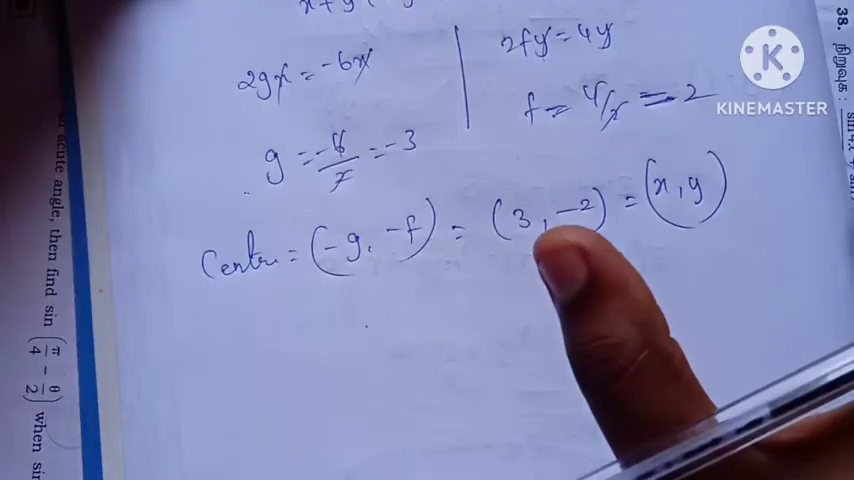 2gx = -6x
2fy = 4y
f = 4/2 = 2
g = -6/2 = -3
Centre = (-g, -f) = (3, -2) = (x, y)
KINEMASTER
an acute angle, then find sin (π/4 - θ/2) when sin
38. நிறுவுக :